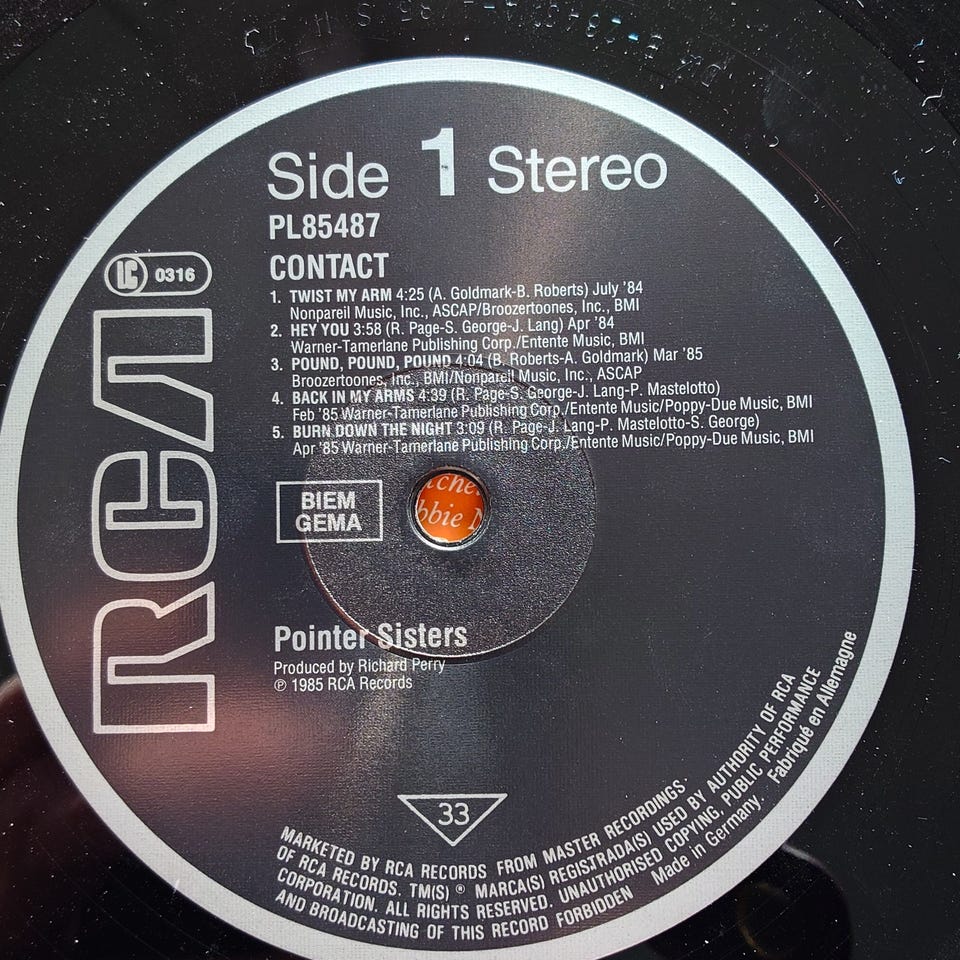 Side 1 Stereo
PL85487
CONTACT
LC 0316
RCA
1. TWIST MY ARM 4:25 (A. Goldmark-B. Roberts) July '84
Nonpareil Music, Inc., ASCAP/Broozertoones, Inc., BMI
2. HEY YOU 3:58 (R. Page-S. George-J. Lang) Apr '84
Warner-Tamerlane Publishing Corp./Entente Music, BMI
3. POUND, POUND, POUND 4:04 (B. Roberts-A. Goldmark) Mar '85
Broozertoones, Inc., BMI/Nonpareil Music, Inc., ASCAP
4. BACK IN MY ARMS 4:39 (R. Page-S. George-J. Lang-P. Mastelotto)
Feb '85 Warner-Tamerlane Publishing Corp./Entente Music/Poppy-Due Music, BMI
5. BURN DOWN THE NIGHT 3:09 (R. Page-J. Lang-P. Mastelotto-S. George)
Apr '85 Warner-Tamerlane Publishing Corp./Entente Music/Poppy-Due Music, BMI
BIEM
GEMA
Pointer Sisters
Produced by Richard Perry
℗ 1985 RCA Records
33
MARKETED BY RCA RECORDS FROM MASTER RECORDINGS
OF RCA RECORDS. TM(S) ® MARCA(S) REGISTRADA(S) USED BY AUTHORITY OF RCA
CORPORATION. ALL RIGHTS RESERVED. UNAUTHORISED COPYING, PUBLIC PERFORMANCE
AND BROADCASTING OF THIS RECORD FORBIDDEN Made in Germany. Fabriqué en Allemagne